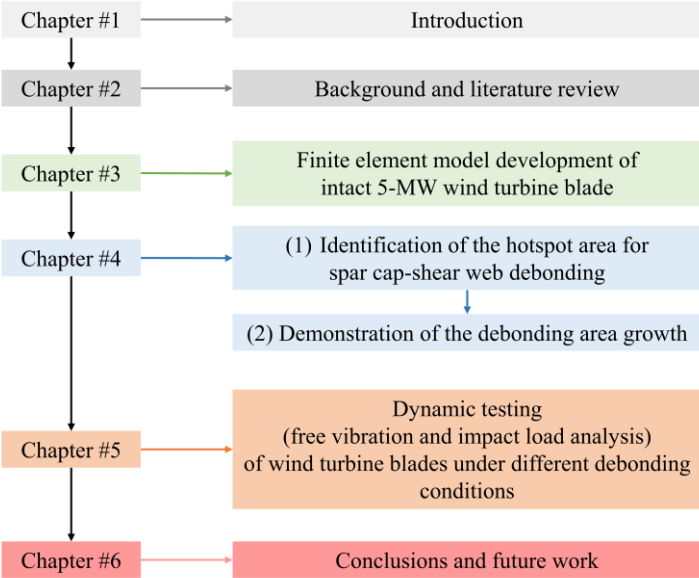 Chapter #1
Introduction
Chapter #2
Background and literature review
Chapter #3
Finite element model development of
intact 5-MW wind turbine blade
Chapter #4
(1) Identification of the hotspot area for
spar cap-shear web debonding
(2) Demonstration of the debonding area growth
Chapter #5
Dynamic testing
(free vibration and impact load analysis)
of wind turbine blades under different debonding
conditions
Chapter #6
Conclusions and future work